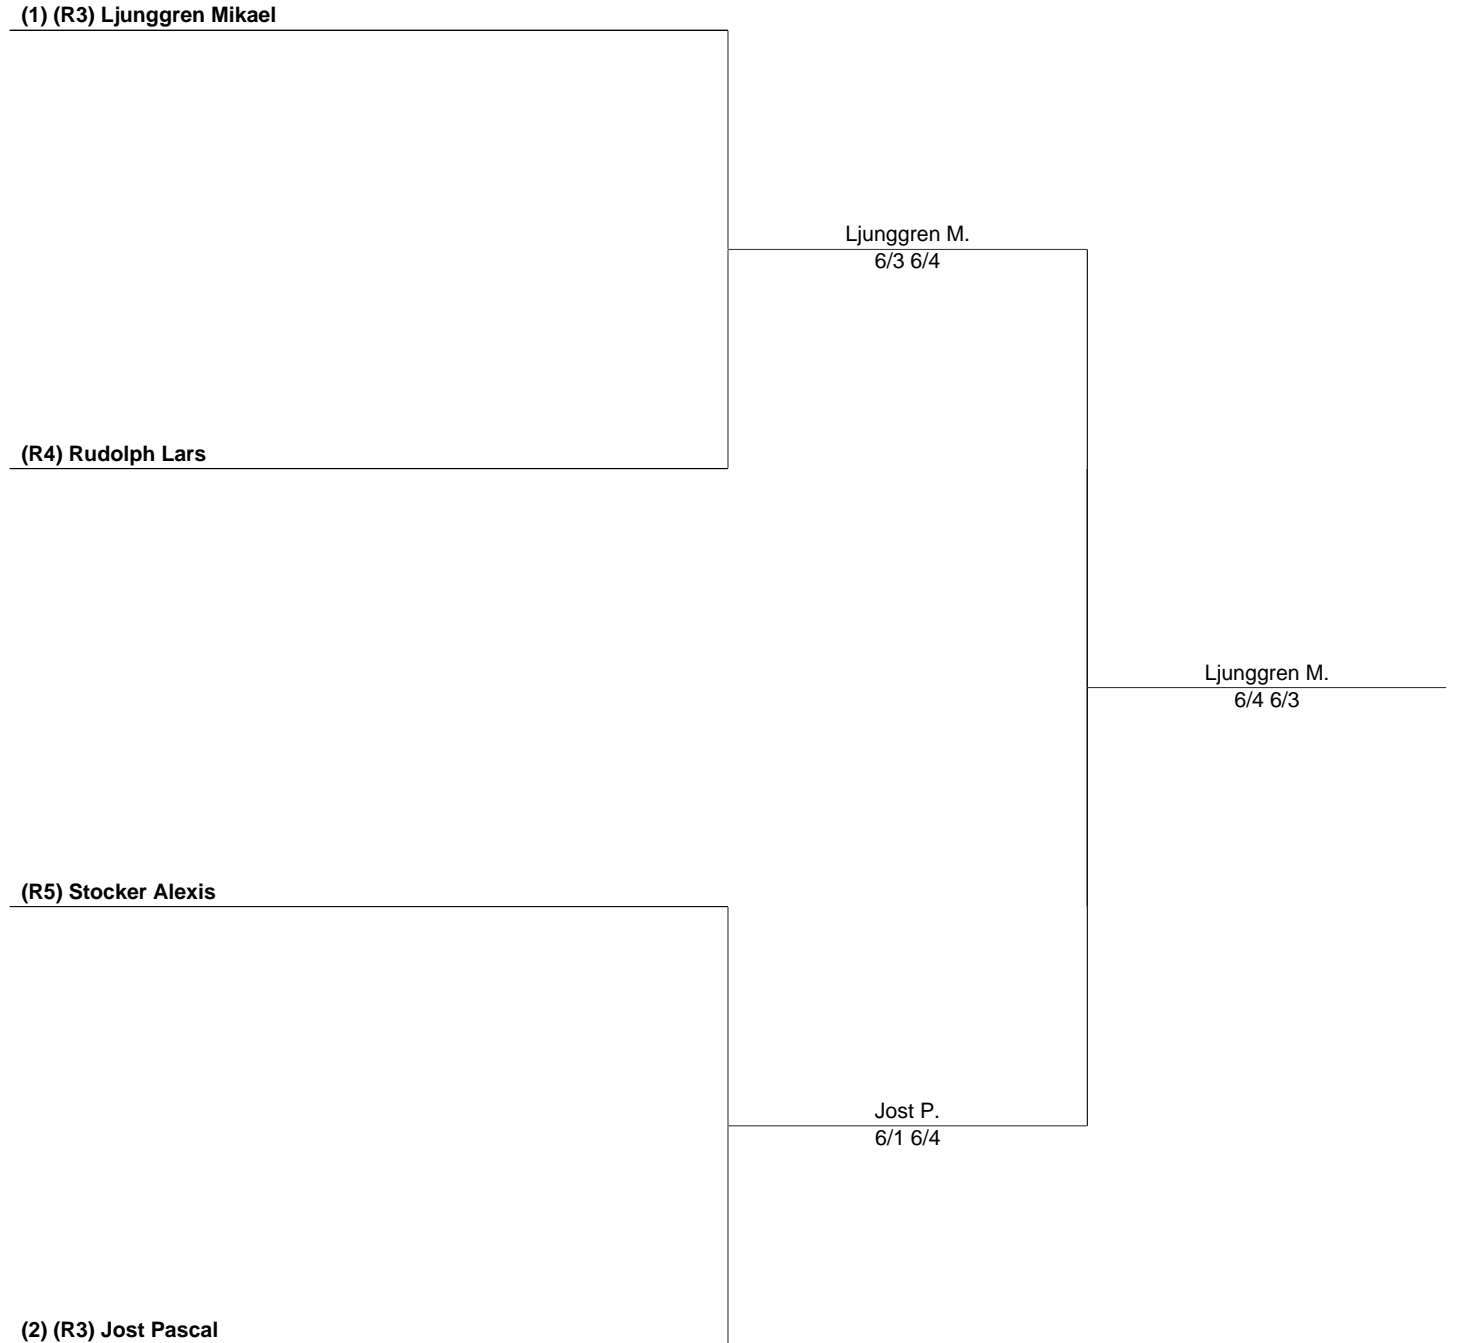 (1) (R3) Ljunggren Mikael
Ljunggren M.
6/3 6/4
(R4) Rudolph Lars
Ljunggren M.
6/4 6/3
(R5) Stocker Alexis
Jost P.
6/1 6/4
(2) (R3) Jost Pascal